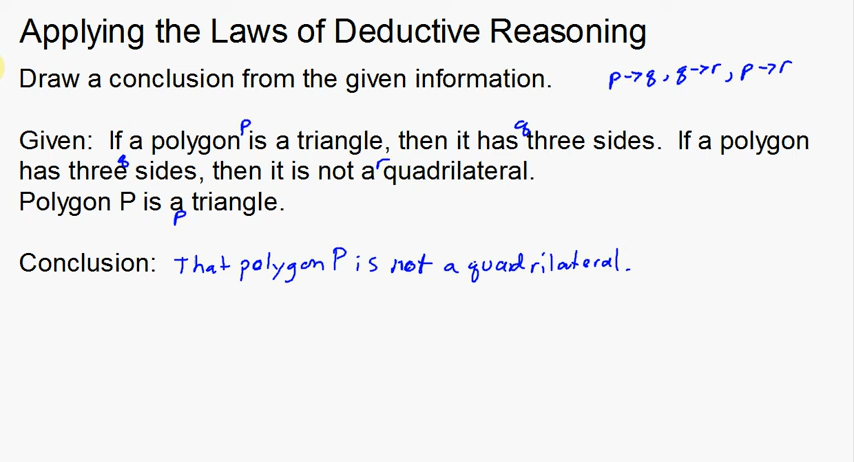 Applying the Laws of Deductive Reasoning
Draw a conclusion from the given information. p→q, q→r, p→r
p q
Given: If a polygon is a triangle, then it has three sides. If a polygon
q r
has three sides, then it is not a quadrilateral.
Polygon P is a triangle.
p
Conclusion: That polygon P is not a quadrilateral.